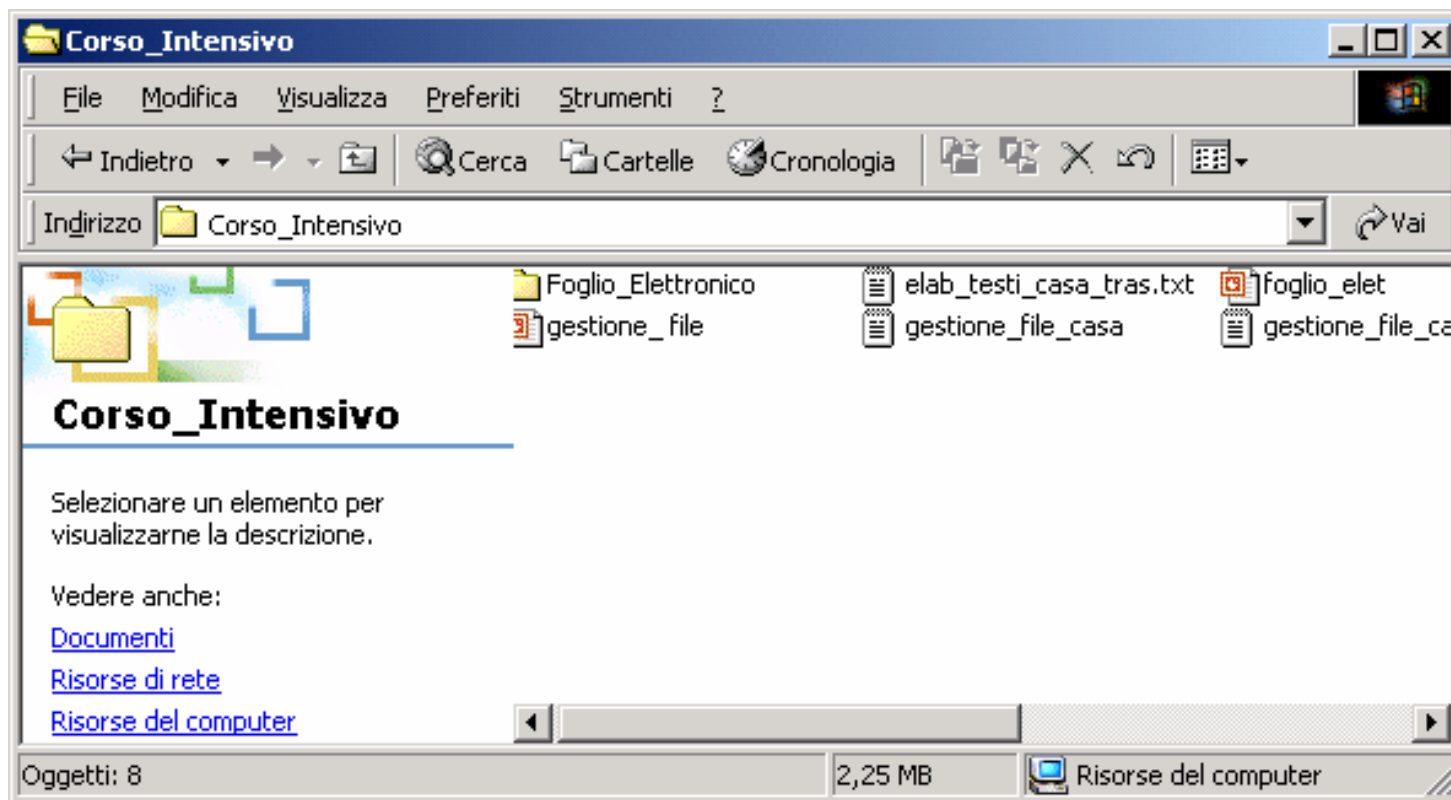 Corso_Intensivo
File Modifica Visualizza Preferiti Strumenti ?
Indietro Cerca Cartelle Cronologia
Indirizzo Corso_Intensivo Vai
Foglio_Elettronico elab_testi_casa_tras.txt foglio_elet
gestione_ file gestione_file_casa gestione_file_ca
Corso_Intensivo
Selezionare un elemento per
visualizzarne la descrizione.
Vedere anche:
Documenti
Risorse di rete
Risorse del computer
Oggetti: 8 2,25 MB Risorse del computer